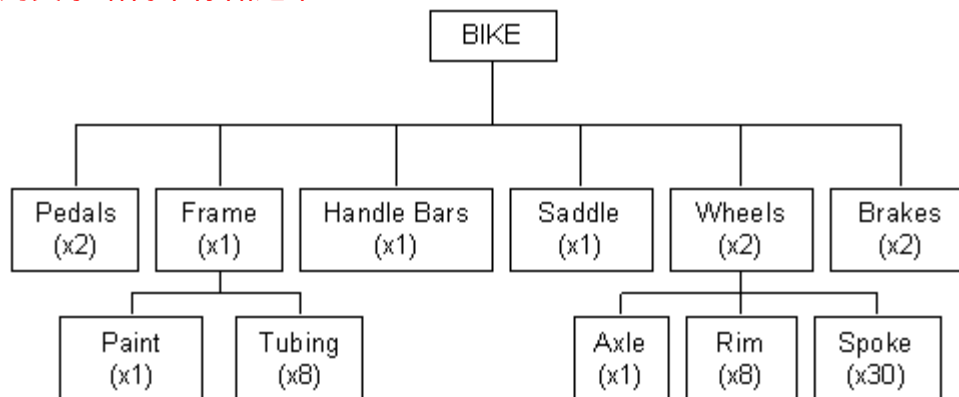 BIKE
Pedals
(x2)
Frame
(x1)
Handle Bars
(x1)
Saddle
(x1)
Wheels
(x2)
Brakes
(x2)
Paint
(x1)
Tubing
(x8)
Axle
(x1)
Rim
(x8)
Spoke
(x30)